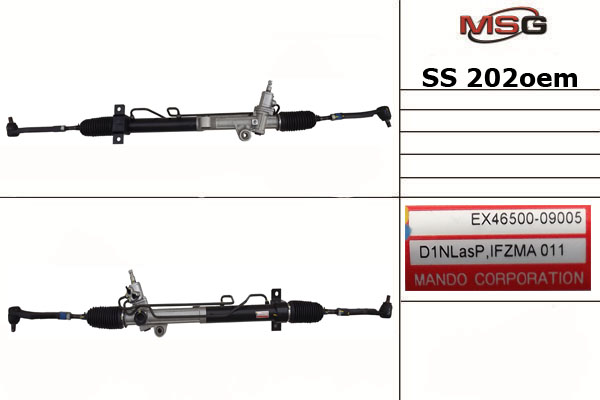 MSG
SS 202oem
EX46500-09005
D1NLasP,IFZMA 011
MANDO CORPORATION